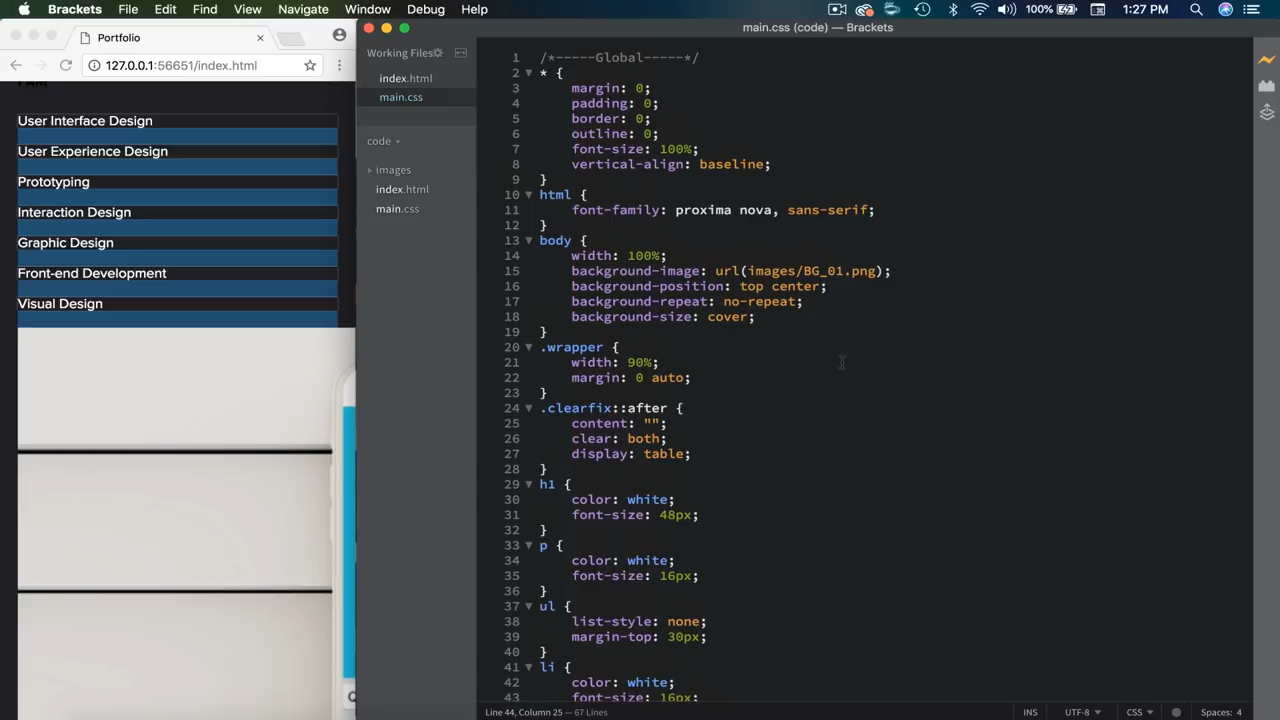 Brackets File Edit Find View Navigate Window Debug Help 100% 1:27 PM
Portfolio
127.0.0.1:56651/index.html
I AM
User Interface Design
User Experience Design
Prototyping
Interaction Design
Graphic Design
Front-end Development
Visual Design
main.css (code) — Brackets
Working Files
index.html
main.css
code
images
index.html
main.css
1 /*-----Global-----*/
2 * {
3 margin: 0;
4 padding: 0;
5 border: 0;
6 outline: 0;
7 font-size: 100%;
8 vertical-align: baseline;
9 }
10 html {
11 font-family: proxima nova, sans-serif;
12 }
13 body {
14 width: 100%;
15 background-image: url(images/BG_01.png);
16 background-position: top center;
17 background-repeat: no-repeat;
18 background-size: cover;
19 }
20 .wrapper {
21 width: 90%;
22 margin: 0 auto;
23 }
24 .clearfix::after {
25 content: "";
26 clear: both;
27 display: table;
28 }
29 h1 {
30 color: white;
31 font-size: 48px;
32 }
33 p {
34 color: white;
35 font-size: 16px;
36 }
37 ul {
38 list-style: none;
39 margin-top: 30px;
40 }
41 li {
42 color: white;
43 font-size: 16px;
Line 44, Column 25 — 67 Lines
INS UTF-8 CSS Spaces: 4